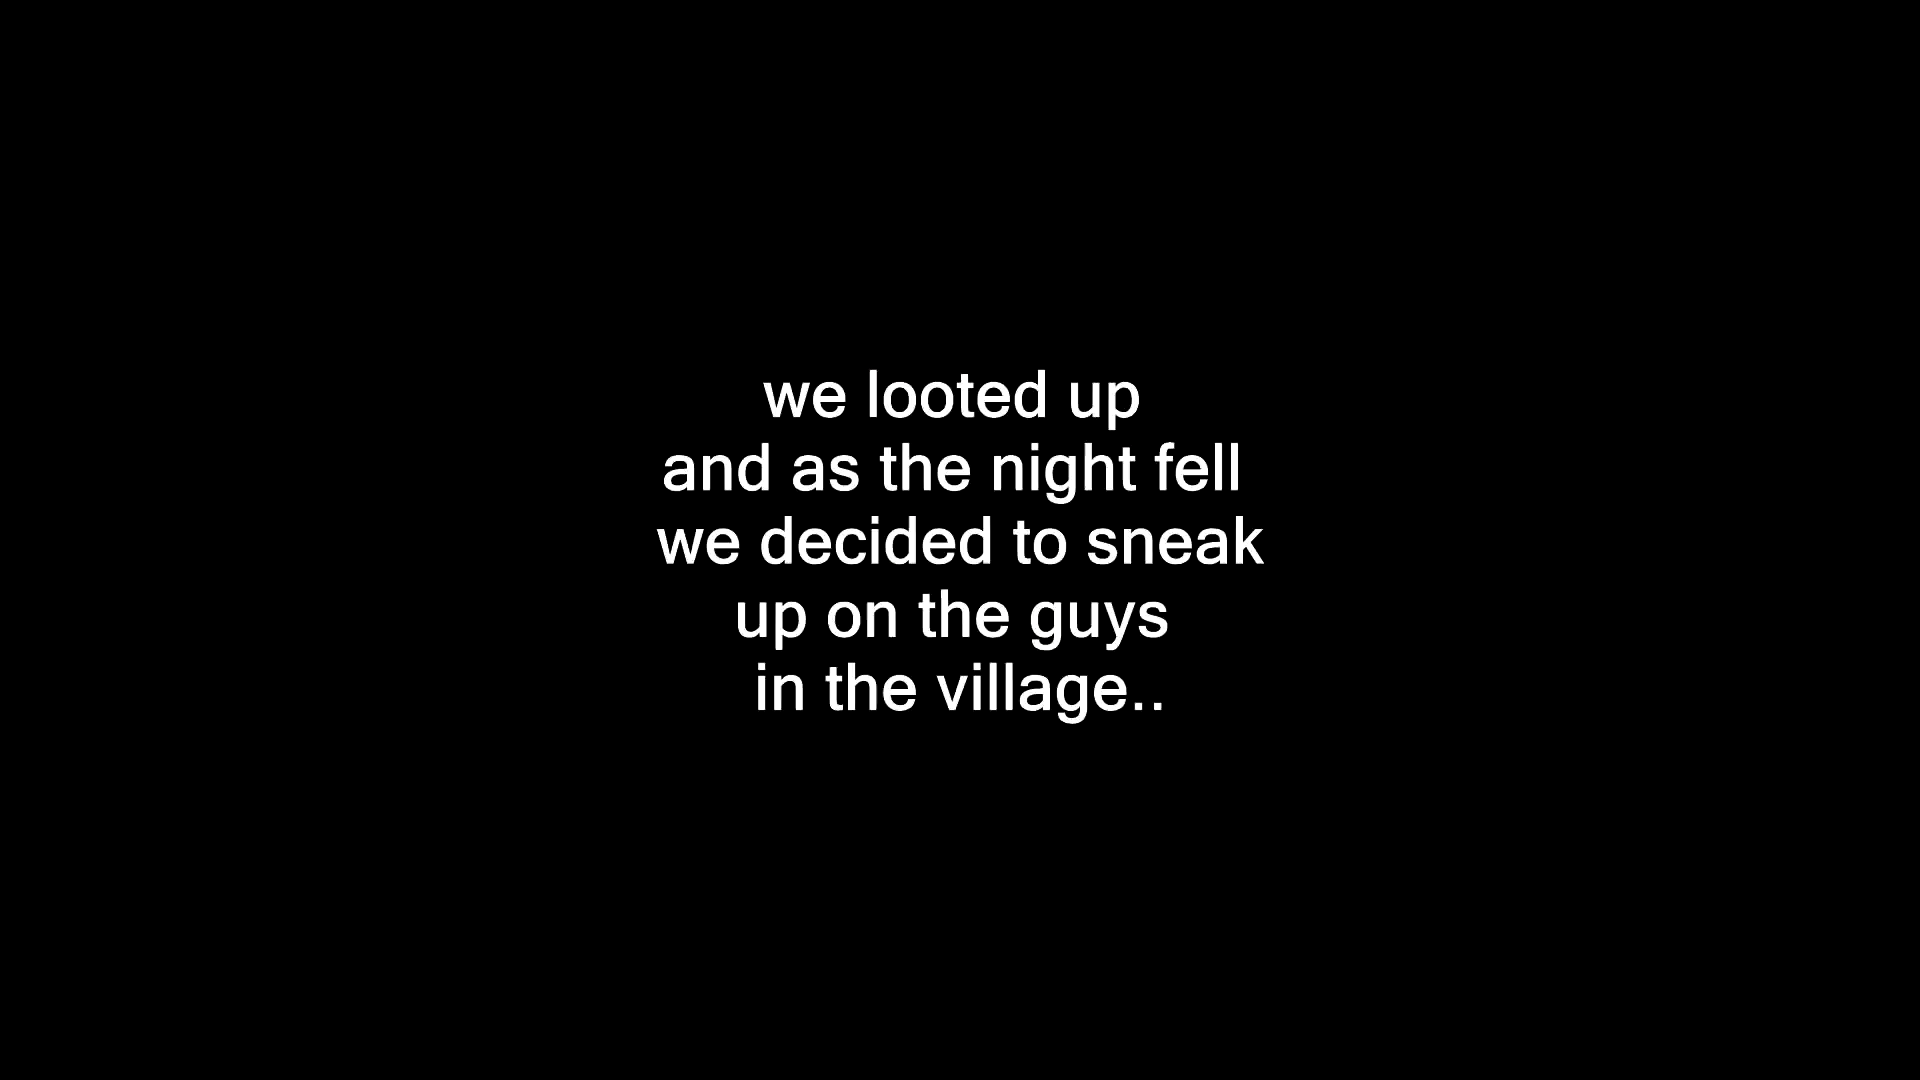 we looted up
and as the night fell
we decided to sneak
up on the guys
in the village..